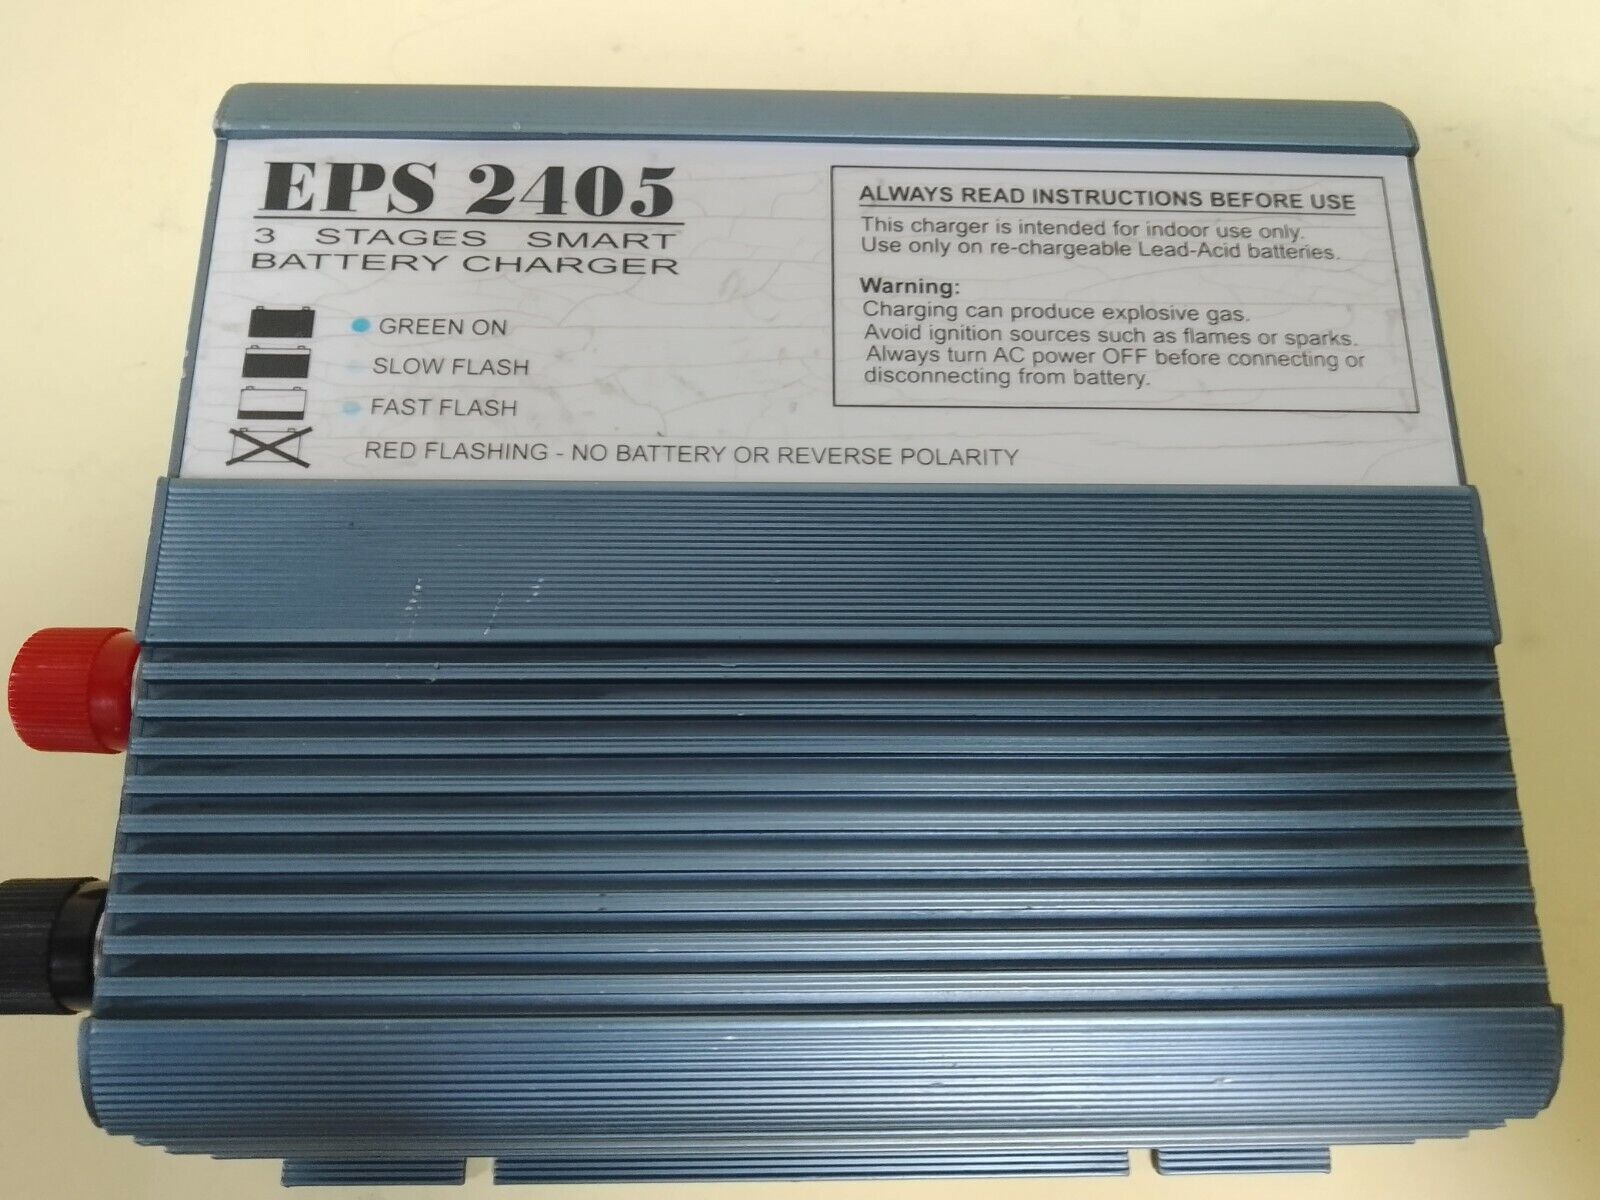 EPS 2405
3 STAGES SMART
BATTERY CHARGER
GREEN ON
SLOW FLASH
FAST FLASH
RED FLASHING - NO BATTERY OR REVERSE POLARITY
ALWAYS READ INSTRUCTIONS BEFORE USE
This charger is intended for indoor use only.
Use only on re-chargeable Lead-Acid batteries.
Warning:
Charging can produce explosive gas.
Avoid ignition sources such as flames or sparks.
Always turn AC power OFF before connecting or
disconnecting from battery.